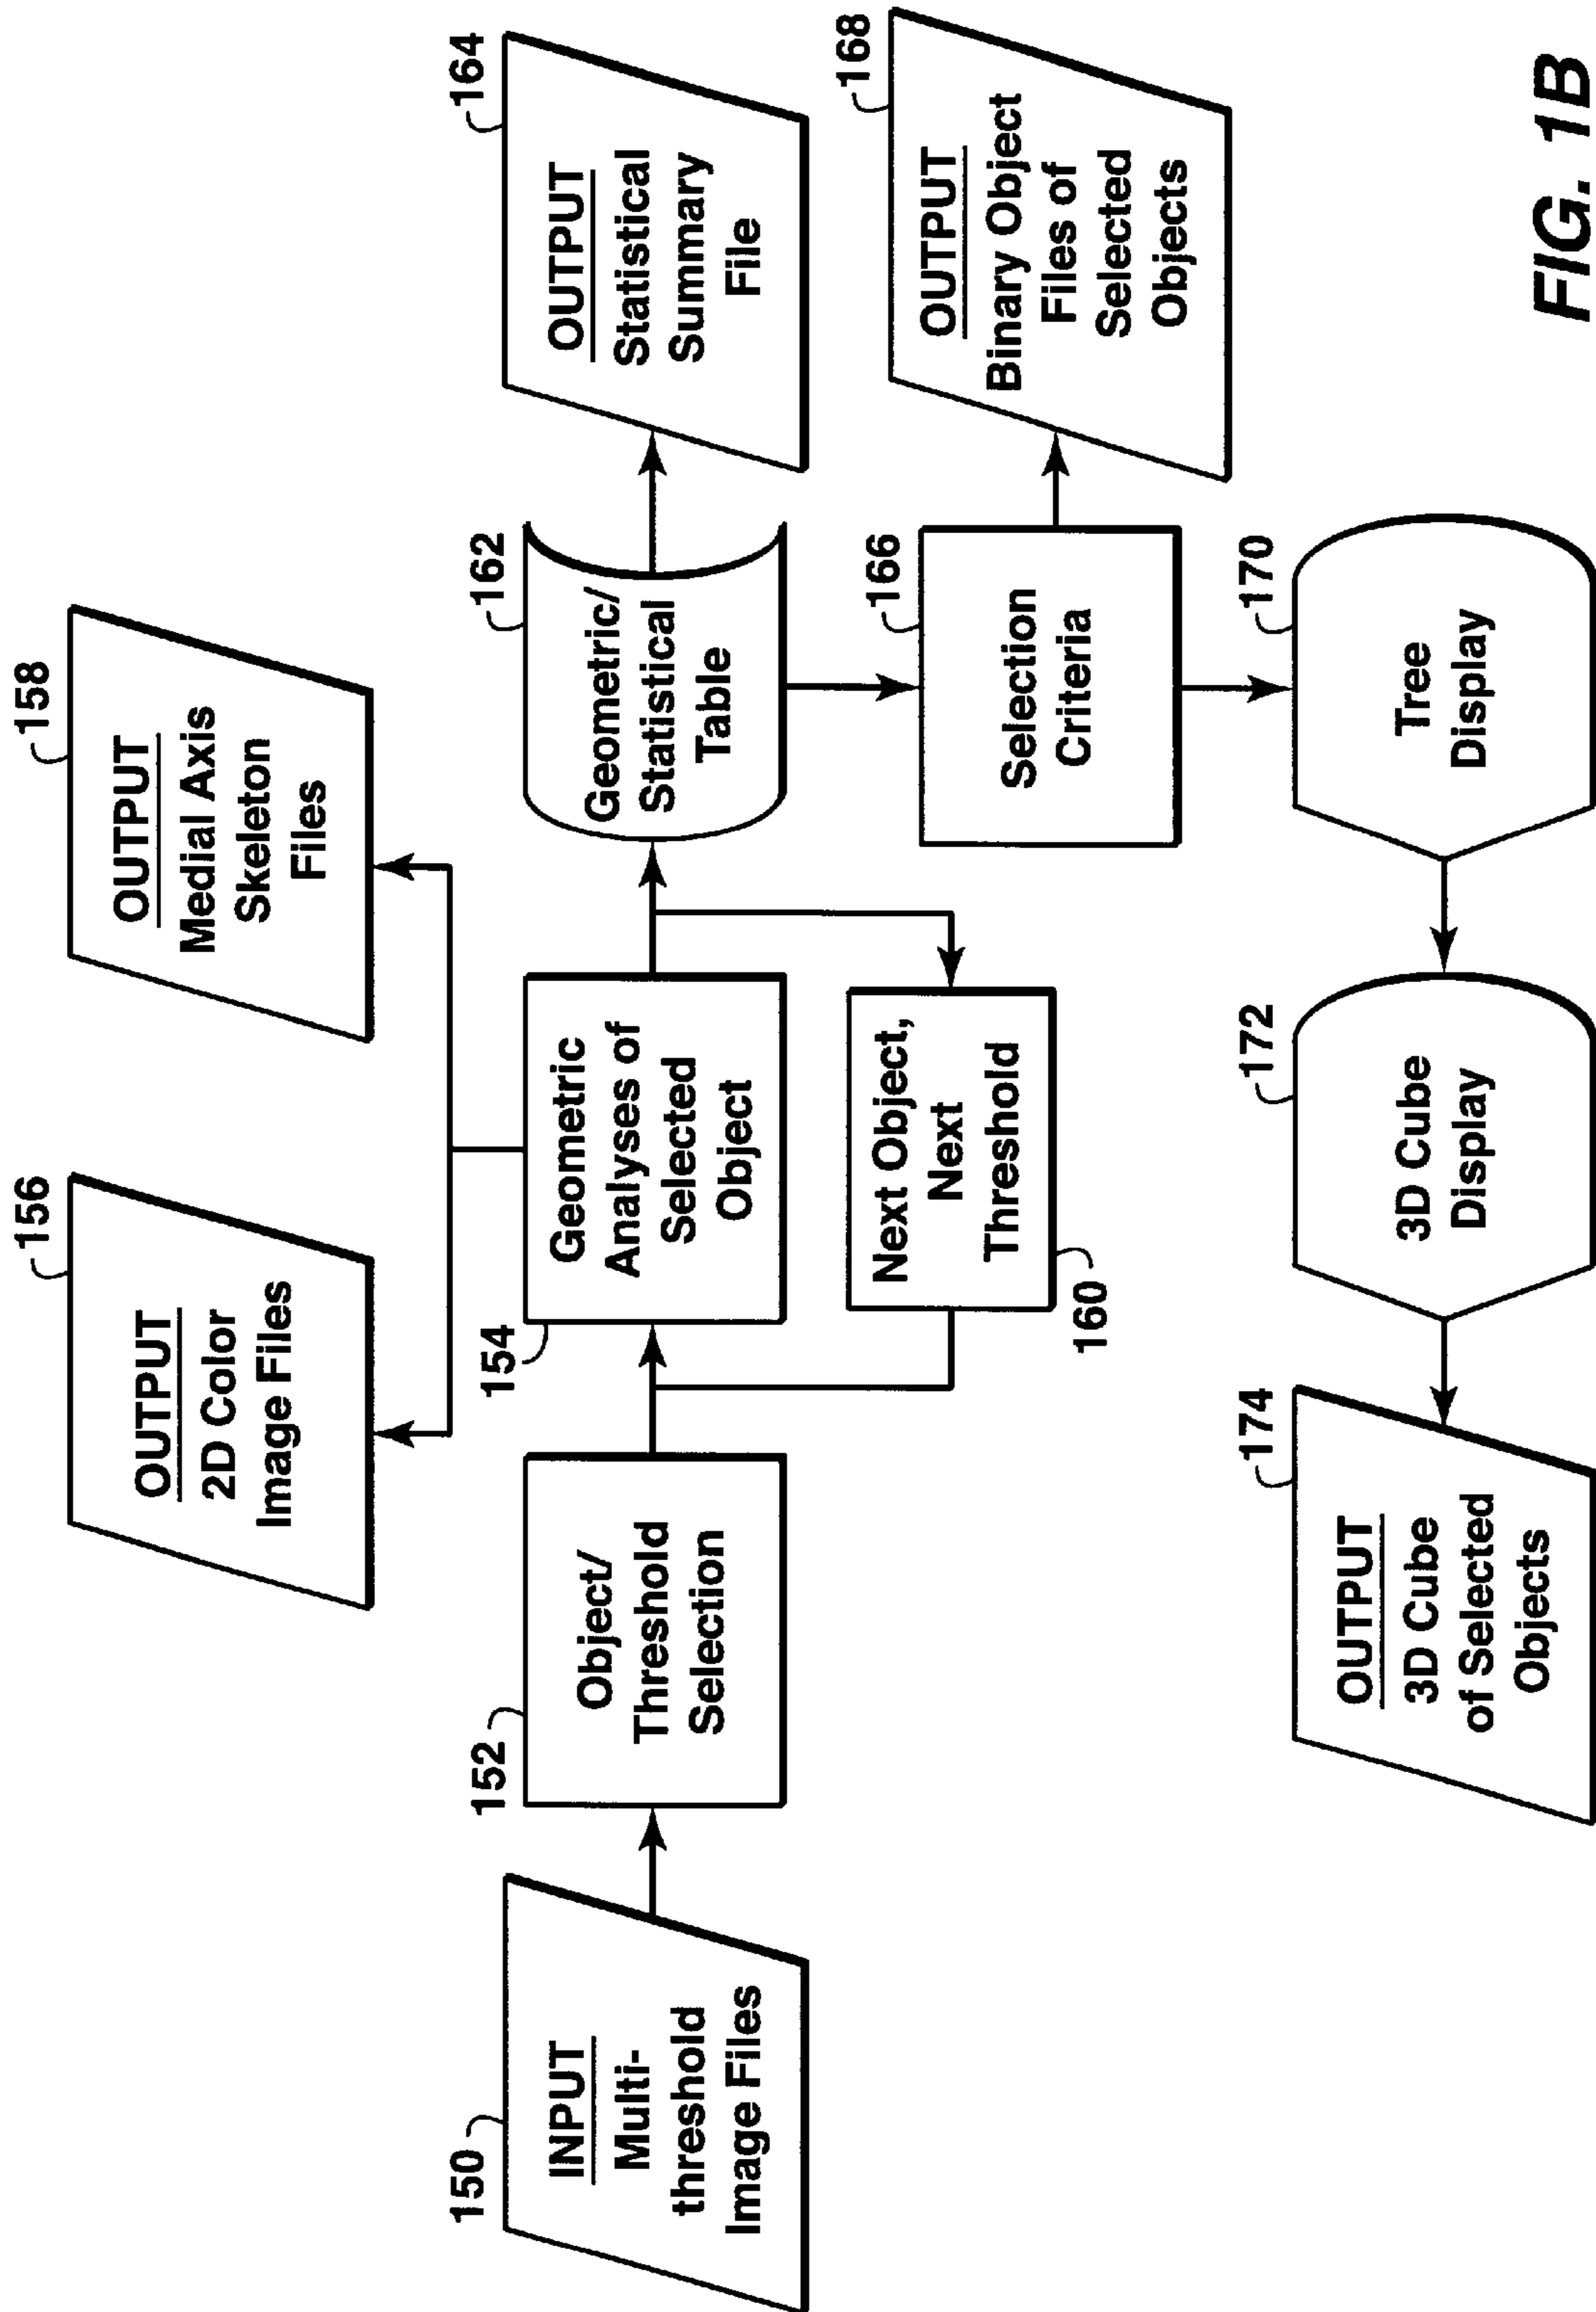 156
OUTPUT
2D Color
Image Files
158
OUTPUT
Medial Axis
Skeleton
Files
150
INPUT
Multi-
threshold
Image Files
152
Object/
Threshold
Selection
154
Geometric
Analyses of
Selected
Object
162
Geometric/
Statistical
Table
164
OUTPUT
Statistical
Summary
File
160
Next Object,
Next
Threshold
166
Selection
Criteria
168
OUTPUT
Binary Object
Files of
Selected
Objects
174
OUTPUT
3D Cube
of Selected
Objects
172
3D Cube
Display
170
Tree
Display
FIG. 1B